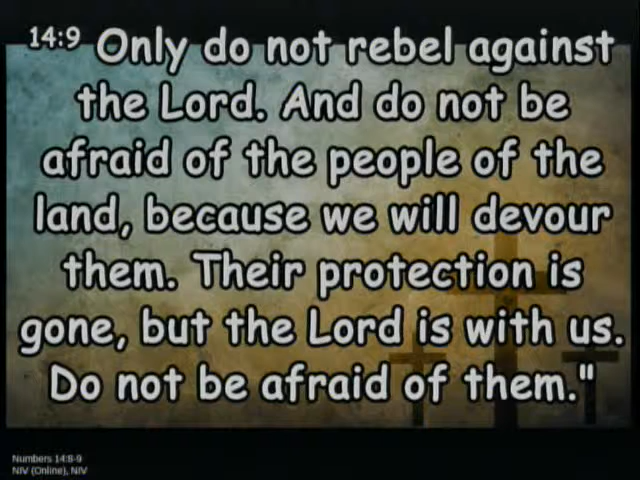 14:9 Only do not rebel against
the Lord. And do not be
afraid of the people of the
land, because we will devour
them. Their protection is
gone, but the Lord is with us.
Do not be afraid of them."
Numbers 14:8-9
NIV (Online), NIV